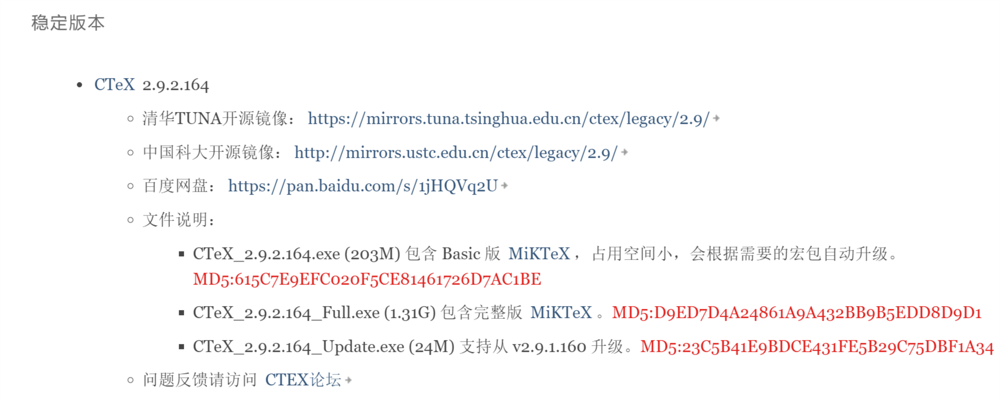 稳定版本
CTeX 2.9.2.164
清华TUNA开源镜像： https://mirrors.tuna.tsinghua.edu.cn/ctex/legacy/2.9/
中国科大开源镜像： http://mirrors.ustc.edu.cn/ctex/legacy/2.9/
百度网盘： https://pan.baidu.com/s/1jHQVq2U
文件说明：
CTeX_2.9.2.164.exe (203M) 包含 Basic 版 MiKTeX，占用空间小，会根据需要的宏包自动升级。
MD5:615C7E9EFC020F5CE81461726D7AC1BE
CTeX_2.9.2.164_Full.exe (1.31G) 包含完整版 MiKTeX。MD5:D9ED7D4A24861A9A432BB9B5EDD8D9D1
CTeX_2.9.2.164_Update.exe (24M) 支持从 v2.9.1.160 升级。MD5:23C5B41E9BDCE431FE5B29C75DBF1A34
问题反馈请访问 CTEX论坛